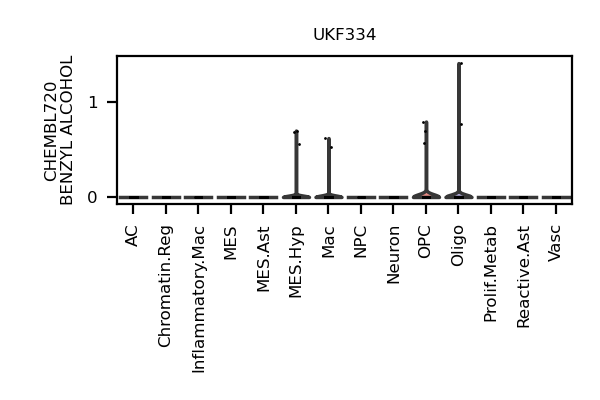 UKF334
CHEMBL720
BENZYL ALCOHOL
1
0
AC
Chromatin.Reg
Inflammatory.Mac
MES
MES.Ast
MES.Hyp
Mac
NPC
Neuron
OPC
Oligo
Prolif.Metab
Reactive.Ast
Vasc